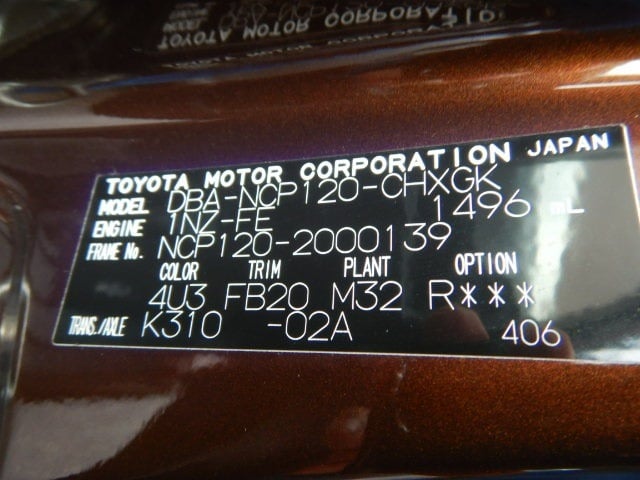 TOYOTA MOTOR CORPORATION JAPAN
MODEL DBA-NCP120-CHXGK
ENGINE 1NZ-FE 1496 mL
FRAME No. NCP120-2000139
COLOR TRIM PLANT OPTION
4U3 FB20 M32 R***
TRANS./AXLE K310 -02A 406